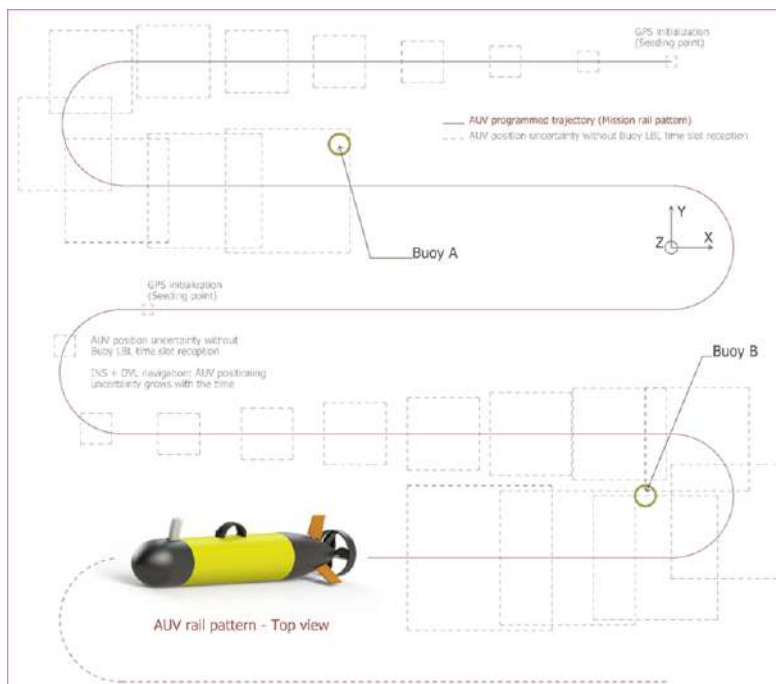 GPS Initialization
(Seeding point)
AUV programmed trajectory (Mission rail pattern)
AUV position uncertainty without Buoy LBL time slot reception
Y
Z
X
Buoy A
GPS Initialization
(Seeding point)
AUV position uncertainty without
Buoy LBL time slot reception
INS + DVL navigation: AUV positioning
uncertainty grows with the time
Buoy B
AUV rail pattern - Top view